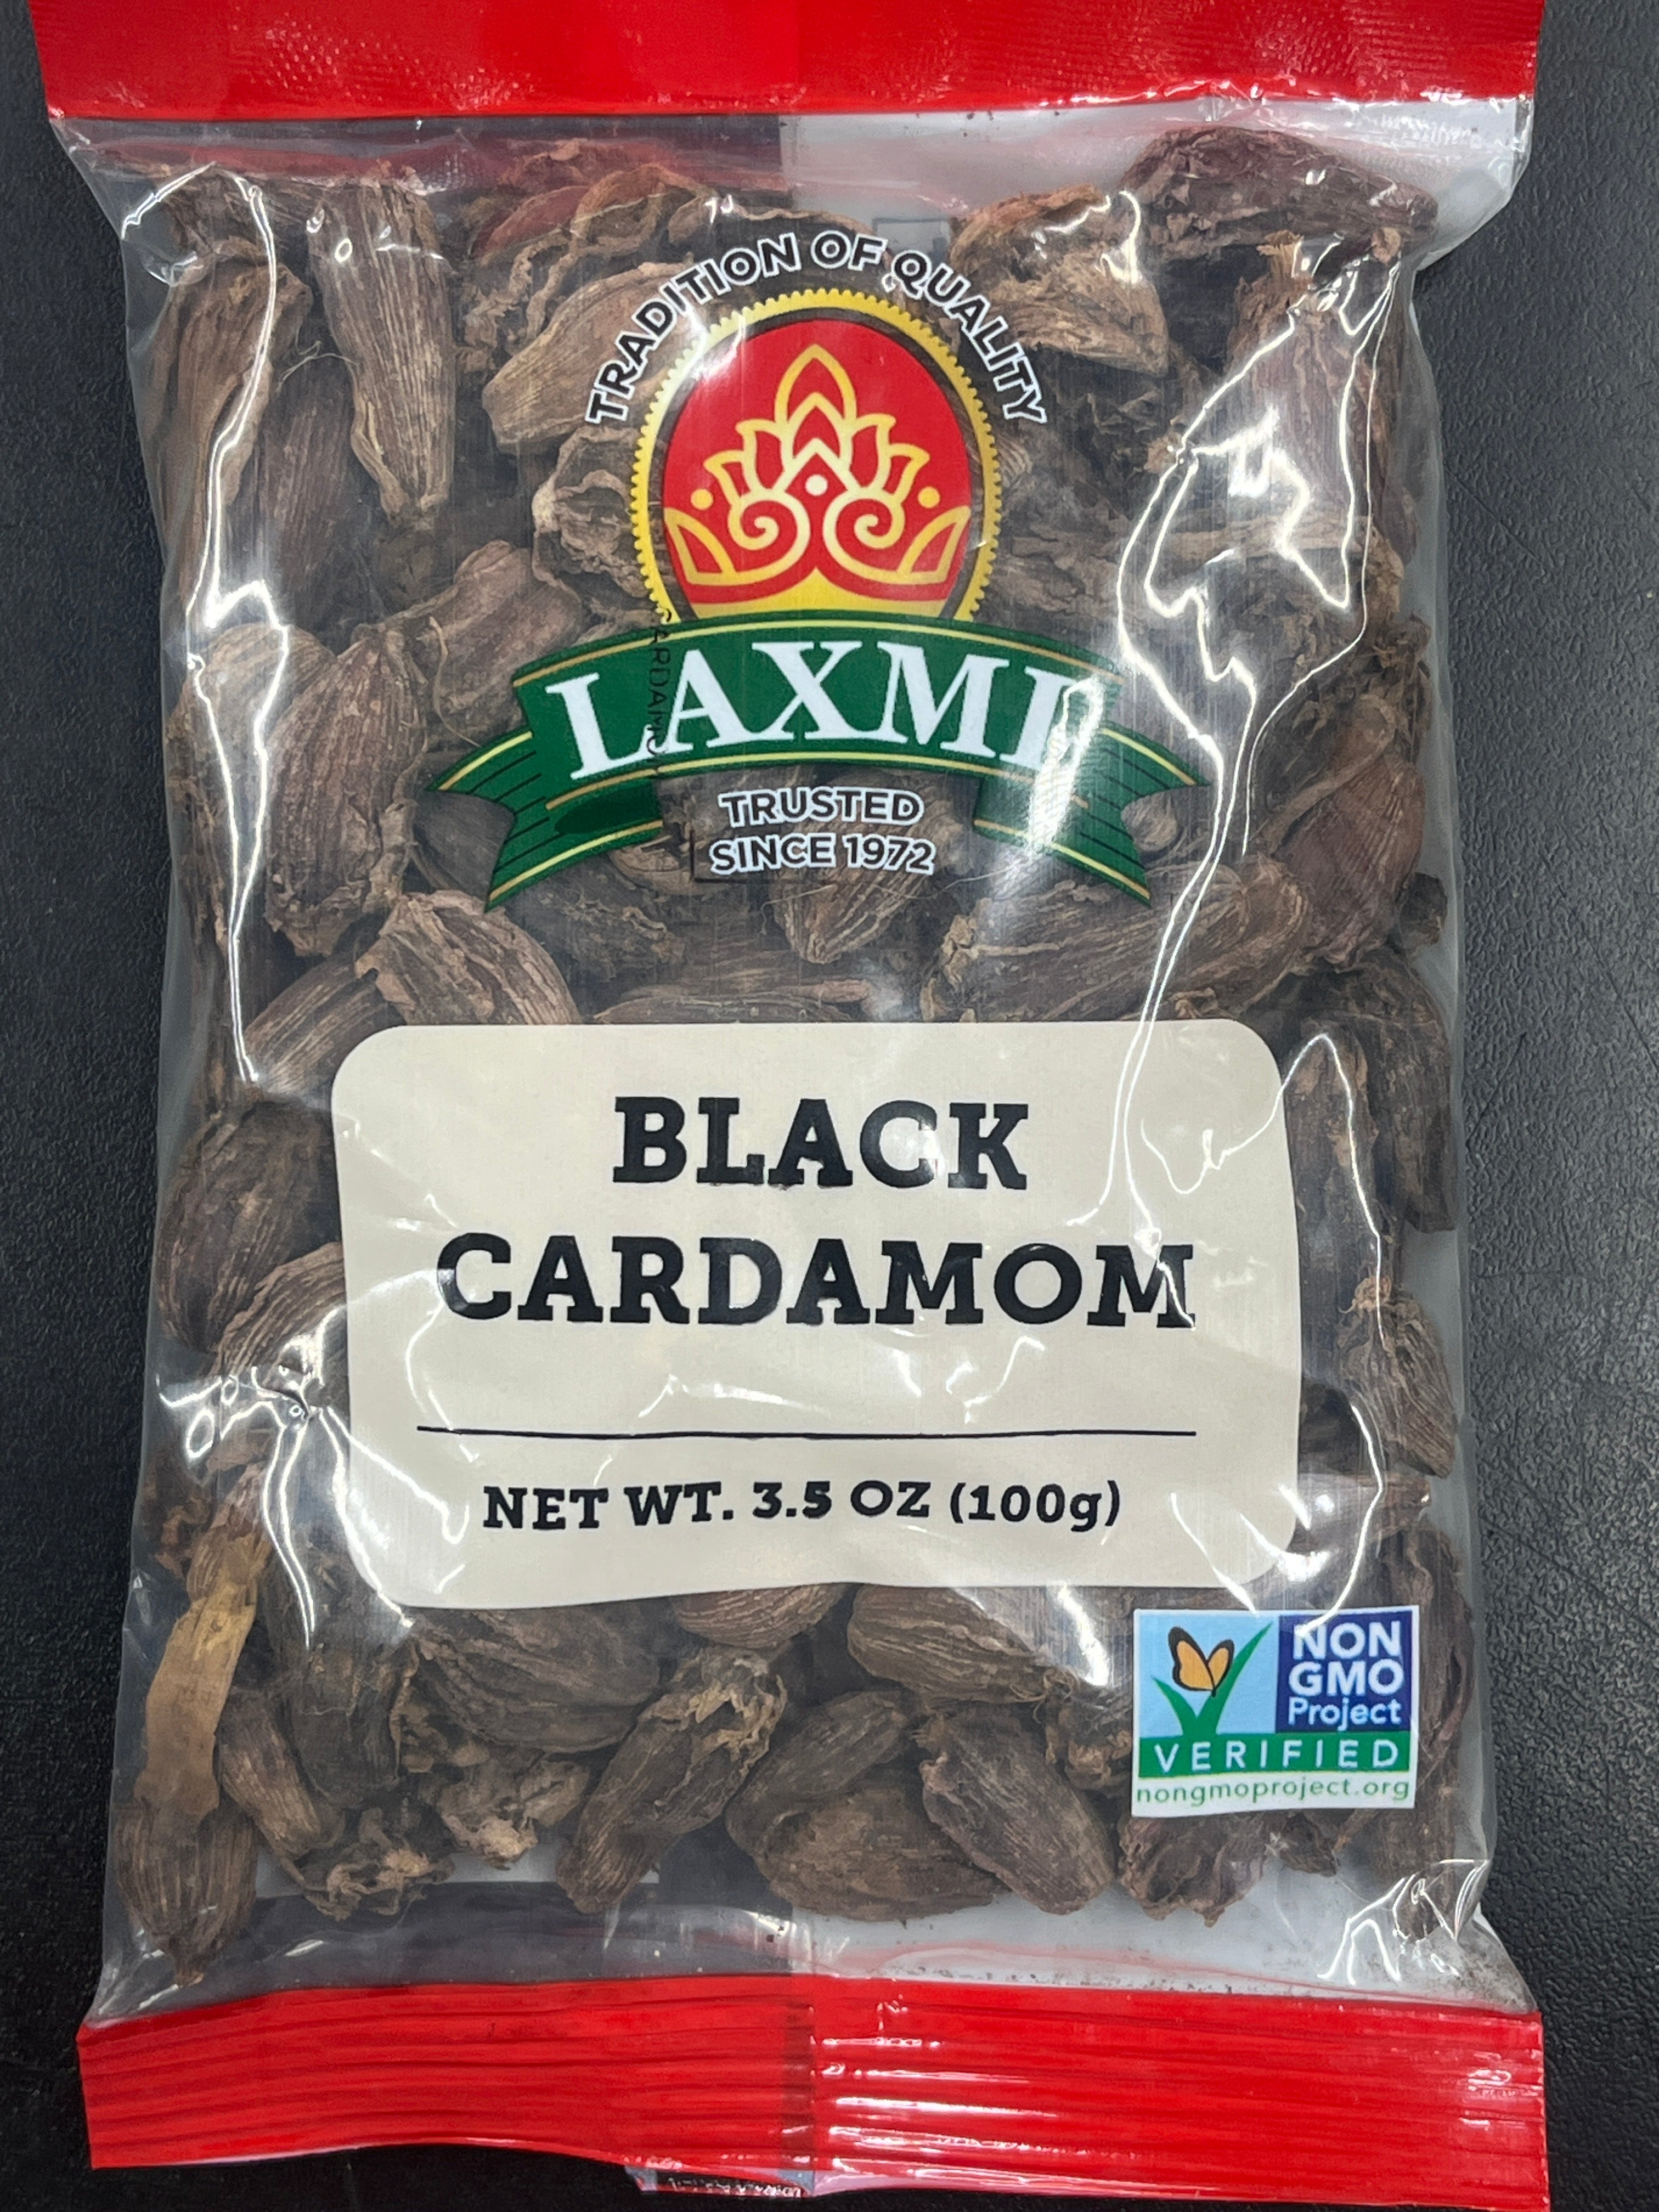 TRADITION OF QUALITY
LAXMI
CARDAMO
TRUSTED
SINCE 1972
BLACK
CARDAMOM
NET WT. 3.5 OZ (100g)
NON
GMO
Project
VERIFIED
nongmoproject.org